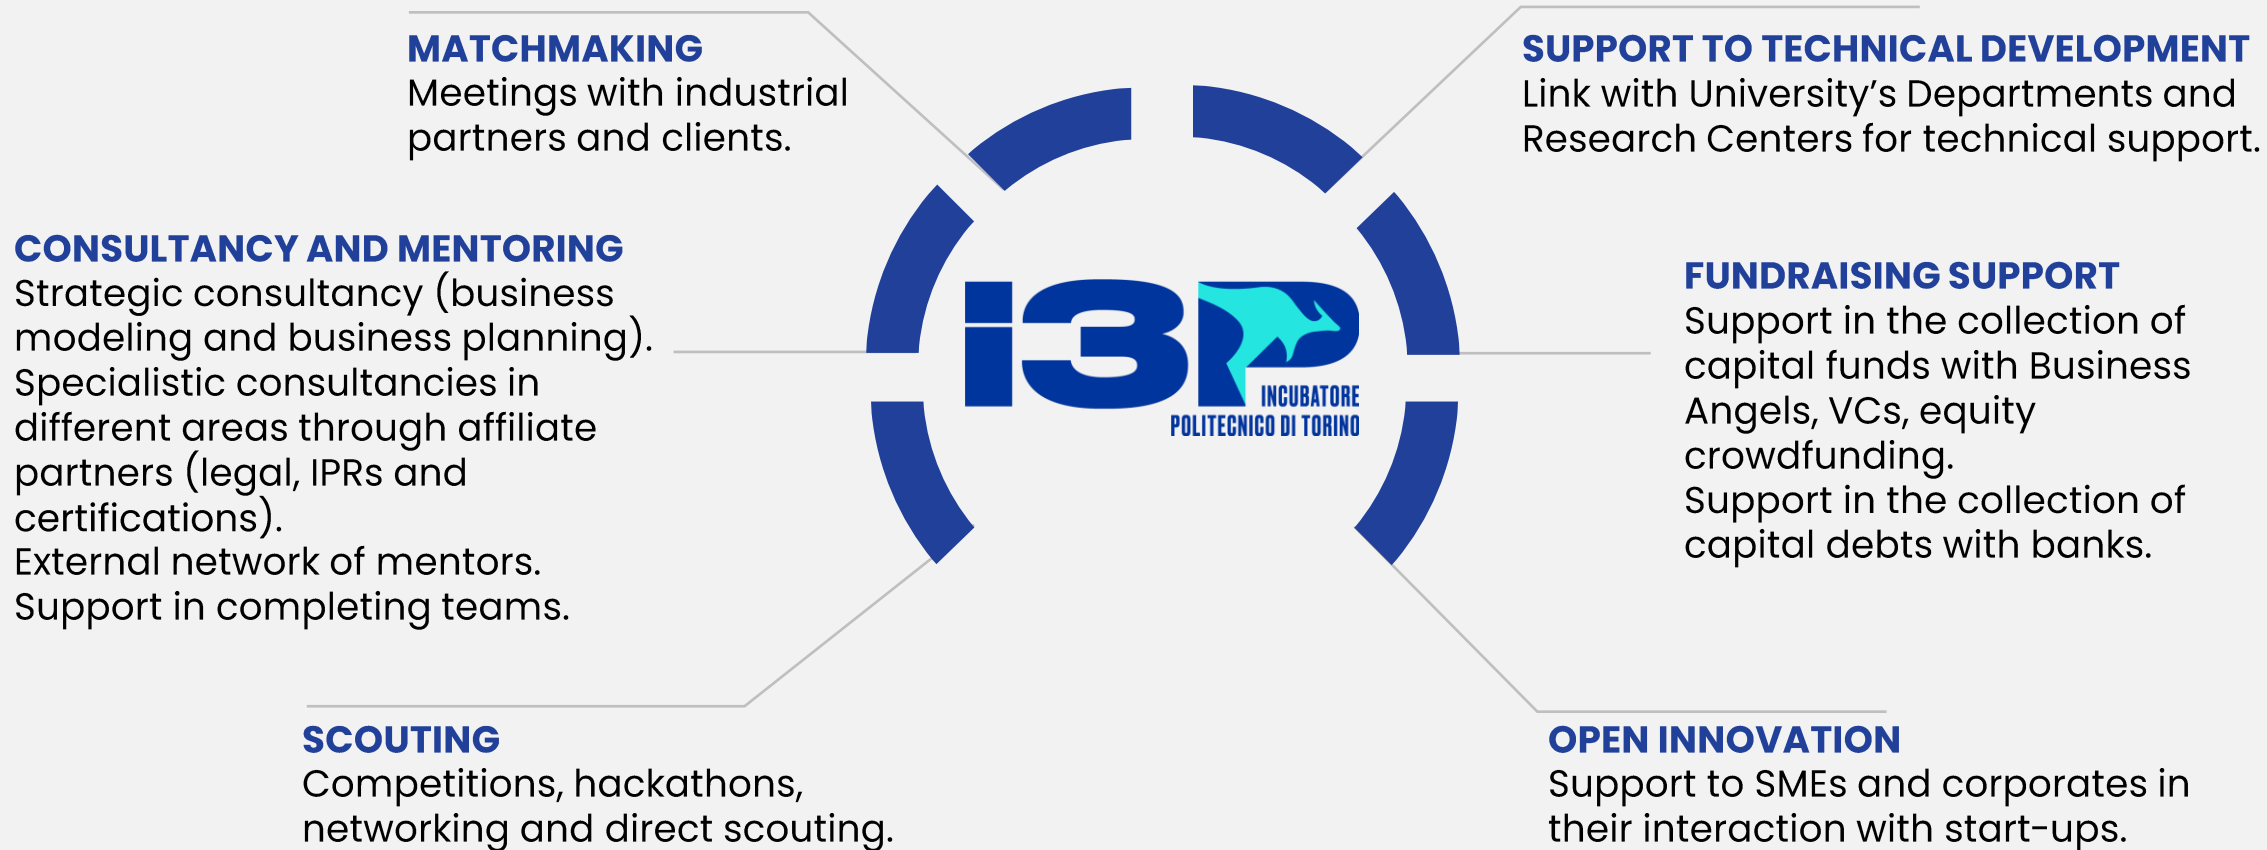 MATCHMAKING
Meetings with industrial
partners and clients.
SUPPORT TO TECHNICAL DEVELOPMENT
Link with University’s Departments and
Research Centers for technical support.
CONSULTANCY AND MENTORING
Strategic consultancy (business
modeling and business planning).
Specialistic consultancies in
different areas through affiliate
partners (legal, IPRs and
certifications).
External network of mentors.
Support in completing teams.
i3P
INCUBATORE
POLITECNICO DI TORINO
FUNDRAISING SUPPORT
Support in the collection of
capital funds with Business
Angels, VCs, equity
crowdfunding.
Support in the collection of
capital debts with banks.
SCOUTING
Competitions, hackathons,
networking and direct scouting.
OPEN INNOVATION
Support to SMEs and corporates in
their interaction with start-ups.